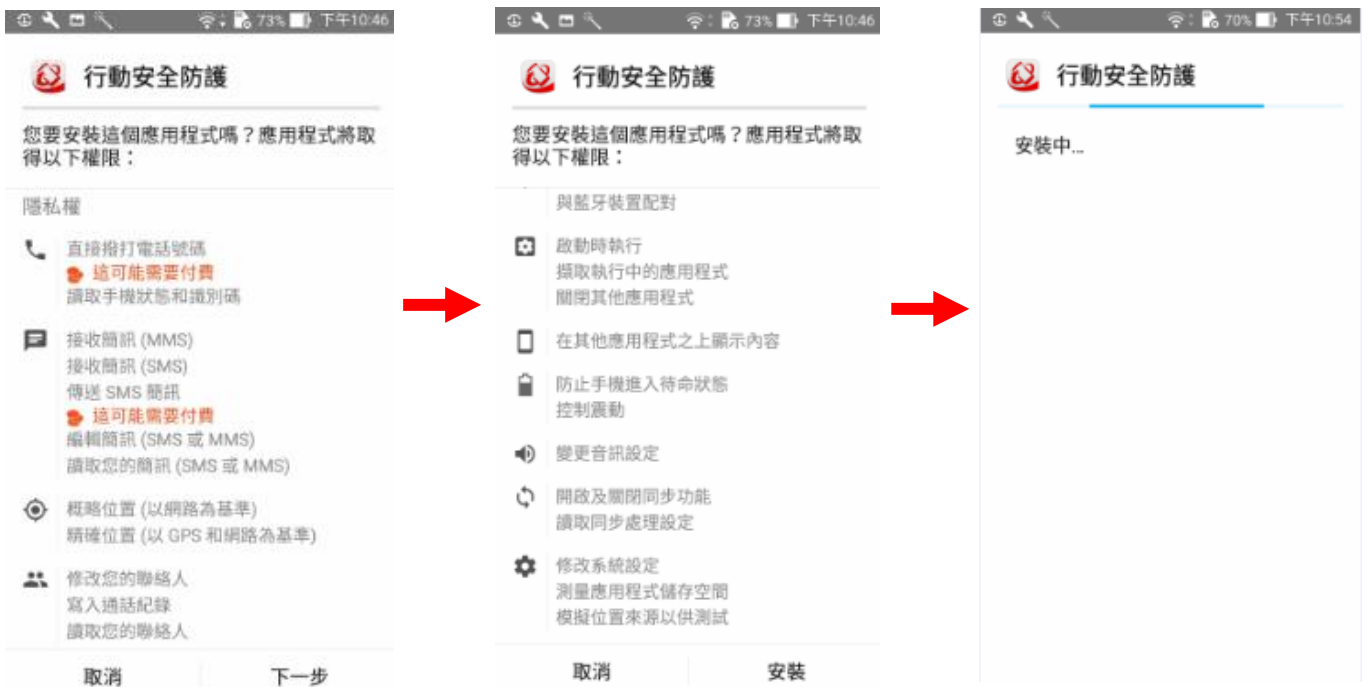 73% 下午10:46
行動安全防護
您要安裝這個應用程式嗎？應用程式將取
得以下權限：
隱私權
直接撥打電話號碼
這可能需要付費
讀取手機狀態和識別碼
接收簡訊 (MMS)
接收簡訊 (SMS)
傳送 SMS 簡訊
這可能需要付費
編輯簡訊 (SMS 或 MMS)
讀取您的簡訊 (SMS 或 MMS)
概略位置 (以網路為基準)
精確位置 (以 GPS 和網路為基準)
修改您的聯絡人
寫入通話紀錄
讀取您的聯絡人
取消 下一步
73% 下午10:46
行動安全防護
您要安裝這個應用程式嗎？應用程式將取
得以下權限：
與藍牙裝置配對
啟動時執行
擷取執行中的應用程式
關閉其他應用程式
在其他應用程式之上顯示內容
防止手機進入待命狀態
控制震動
變更音訊設定
開啟及關閉同步功能
讀取同步處理設定
修改系統設定
測量應用程式儲存空間
模擬位置來源以供測試
取消 安裝
70% 下午10:54
行動安全防護
安裝中...